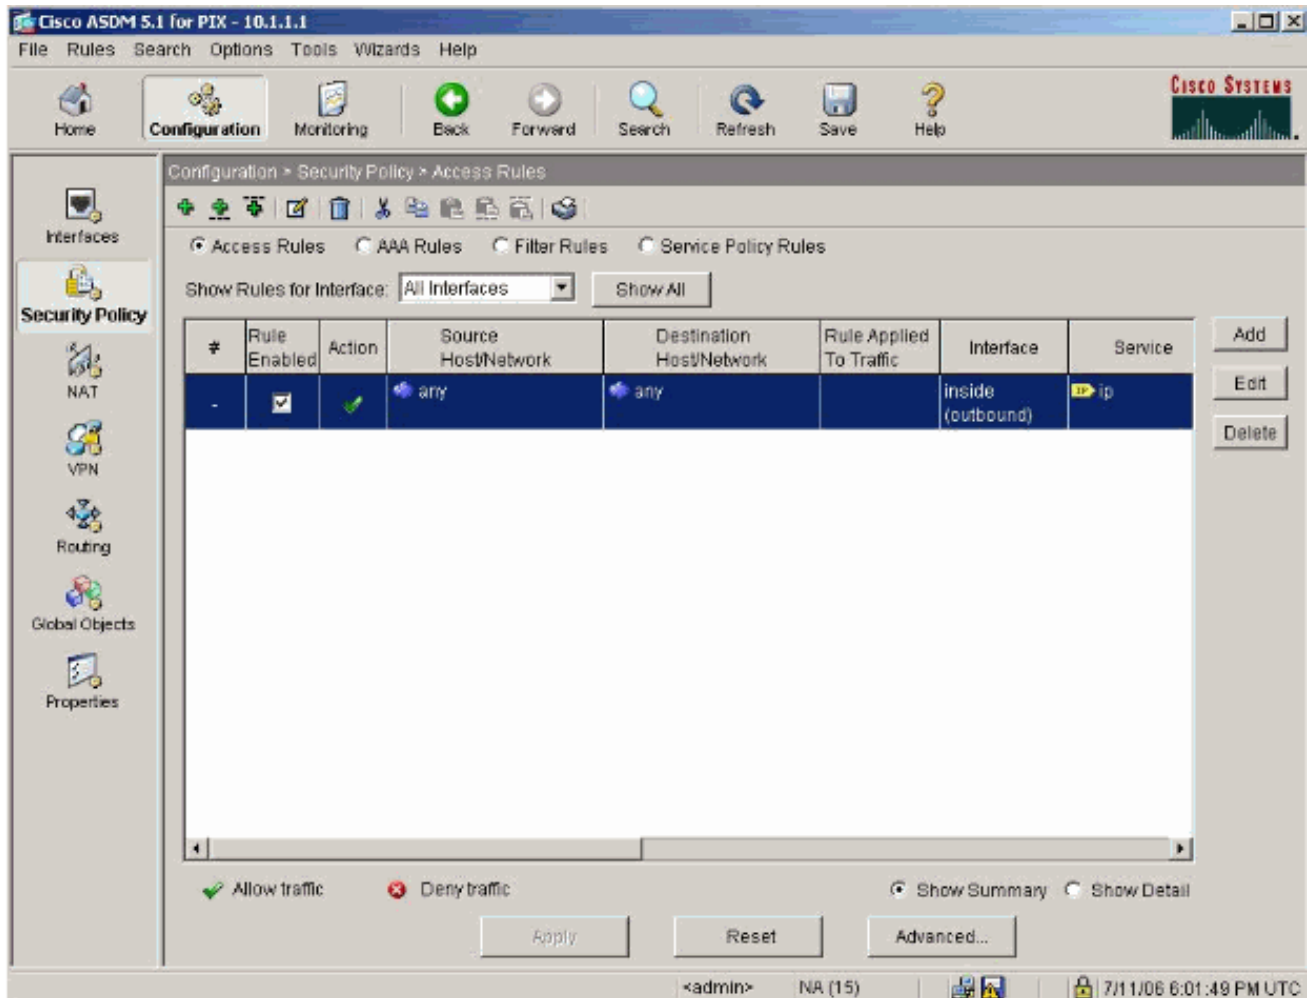 Cisco ASDM 5.1 for PIX - 10.1.1.1
File Rules Search Options Tools Wizards Help
Home Configuration Monitoring Back Forward Search Refresh Save Help
CISCO SYSTEMS
Configuration > Security Policy > Access Rules
Interfaces
Security Policy
NAT
VPN
Routing
Global Objects
Properties
Access Rules AAA Rules Filter Rules Service Policy Rules
Show Rules for Interface: All Interfaces Show All
# Rule Enabled Action Source Host/Network Destination Host/Network Rule Applied To Traffic Interface Service
- any any inside (outbound) IP ip
Add
Edit
Delete
Allow traffic Deny traffic Show Summary Show Detail
Apply Reset Advanced...
<admin> NA (15) 7/11/06 6:01:49 PM UTC